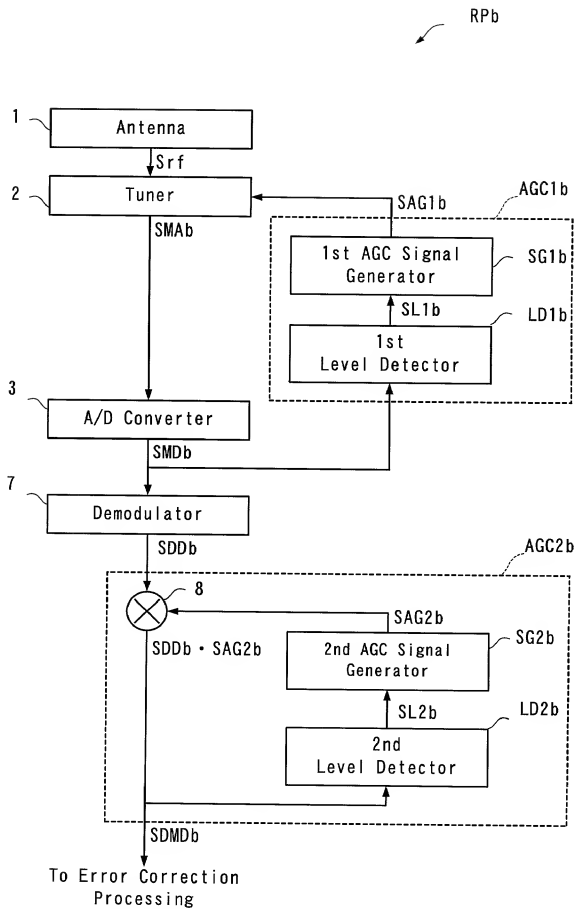 RPb
1
Antenna
Srf
2
Tuner
SMAb
SAG1b
AGC1b
1st AGC Signal
Generator
SG1b
SL1b
LD1b
1st
Level Detector
3
A/D Converter
SMDb
7
Demodulator
SDDb
AGC2b
8
SAG2b
SDDb・SAG2b
2nd AGC Signal
Generator
SG2b
SL2b
LD2b
2nd
Level Detector
SDMDb
To Error Correction
Processing